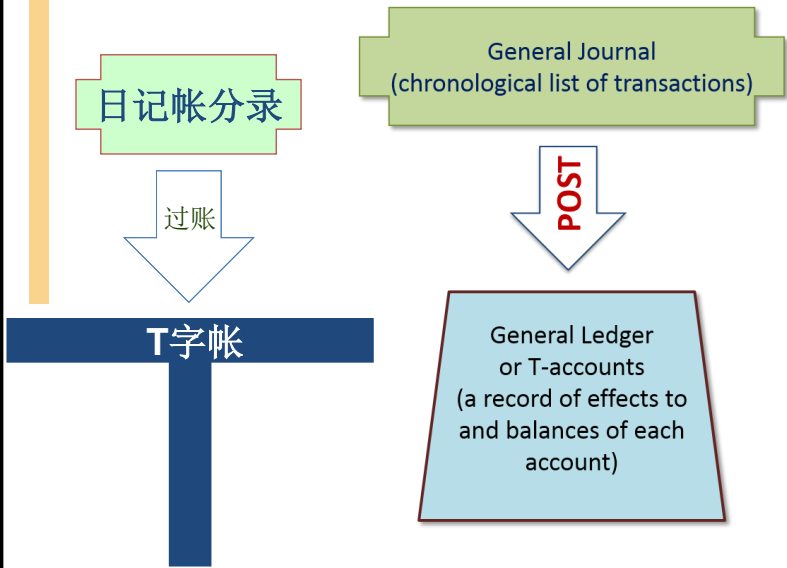 日记帐分录
过账
T字帐
General Journal
(chronological list of transactions)
POST
General Ledger
or T-accounts
(a record of effects to
and balances of each
account)